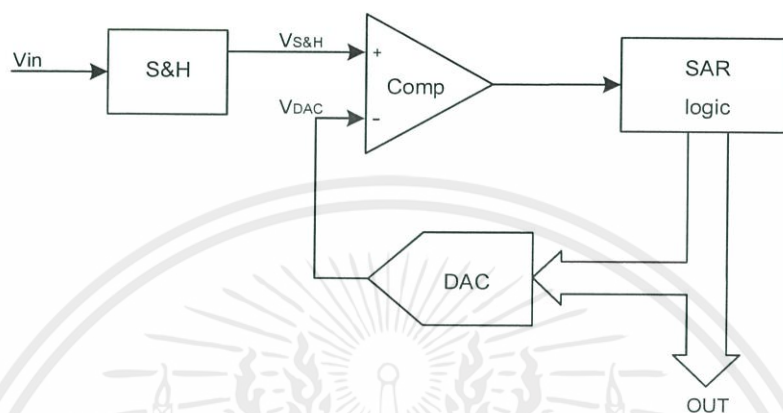 Vin
S&H
VS&H
+
Comp
VDAC
-
SAR
logic
DAC
OUT